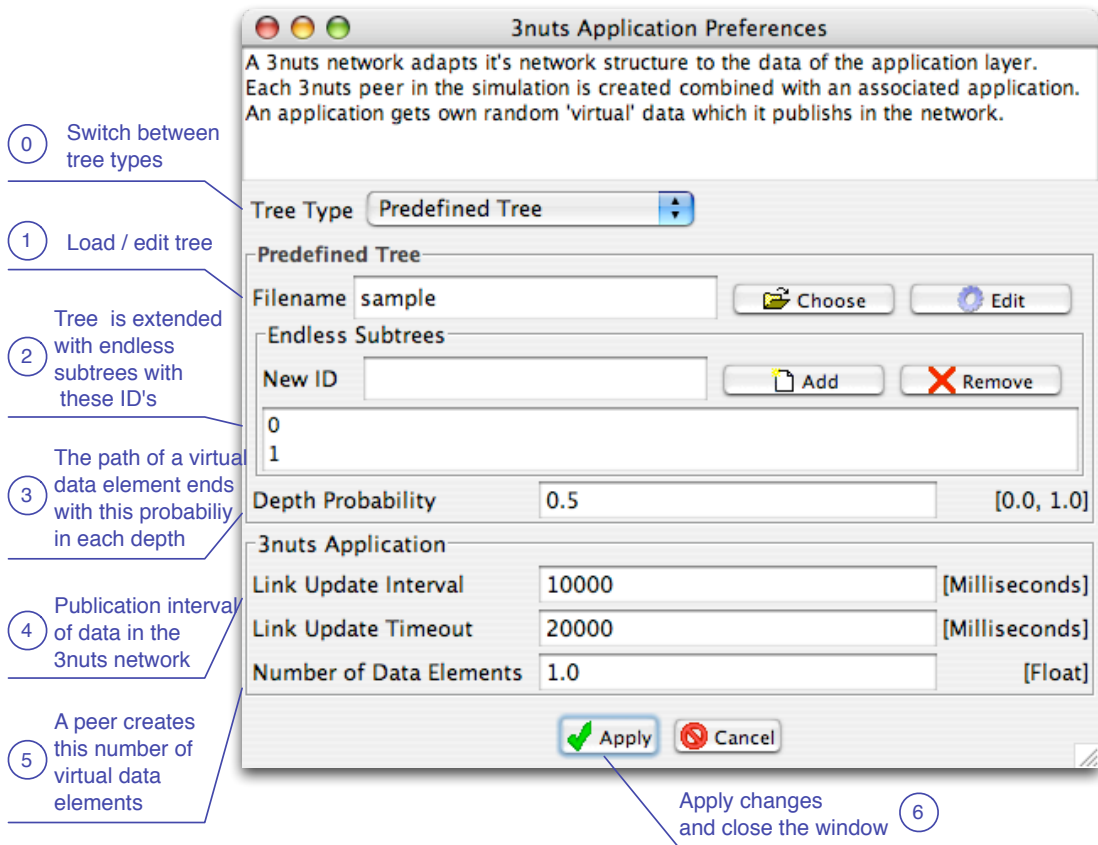 3nuts Application Preferences
A 3nuts network adapts it's network structure to the data of the application layer.
Each 3nuts peer in the simulation is created combined with an associated application.
An application gets own random 'virtual' data which it publishs in the network.
0
Switch between
tree types
Tree Type Predefined Tree
1
Load / edit tree
Predefined Tree
Filename sample Choose Edit
2
Tree is extended
with endless
subtrees with
these ID's
Endless Subtrees
New ID Add Remove
0
1
3
The path of a virtual
data element ends
with this probabiliy
in each depth
Depth Probability 0.5 [0.0, 1.0]
3nuts Application
Link Update Interval 10000 [Milliseconds]
4
Publication interval
of data in the
3nuts network
Link Update Timeout 20000 [Milliseconds]
Number of Data Elements 1.0 [Float]
5
A peer creates
this number of
virtual data
elements
Apply Cancel
Apply changes
and close the window
6